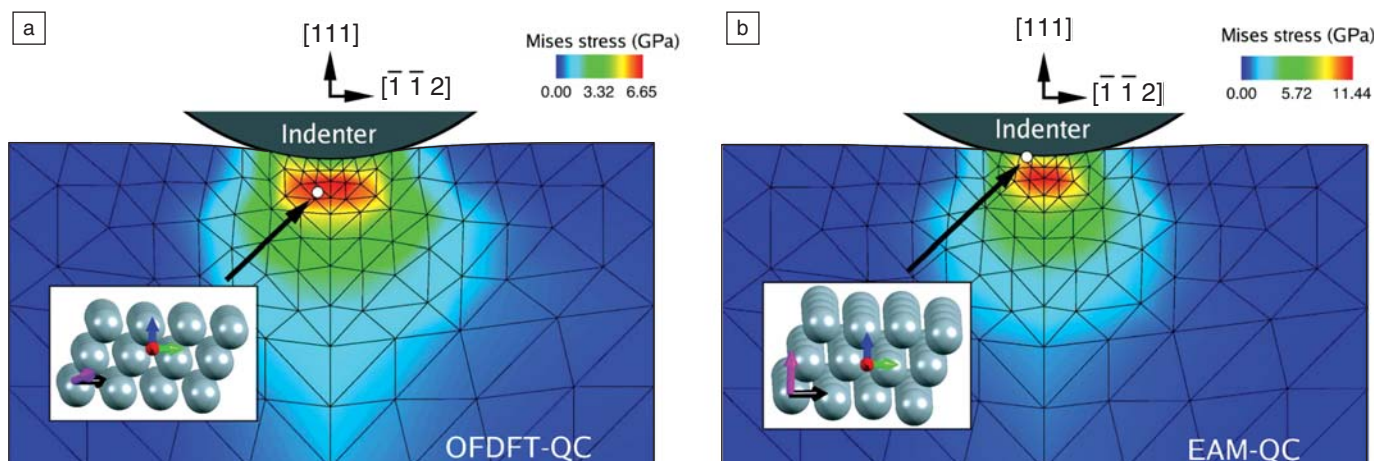 a
[111]
[1̅ 1̅ 2]
Mises stress (GPa)
0.00 3.32 6.65
Indenter
OFDFT-QC
b
[111]
[1̅ 1̅ 2]
Mises stress (GPa)
0.00 5.72 11.44
Indenter
EAM-QC